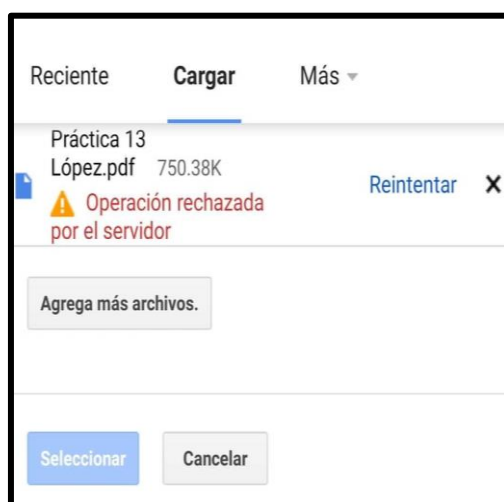 Reciente Cargar Más
Práctica 13
López.pdf 750.38K
Reintentar X
Operación rechazada
por el servidor
Agrega más archivos.
Seleccionar Cancelar